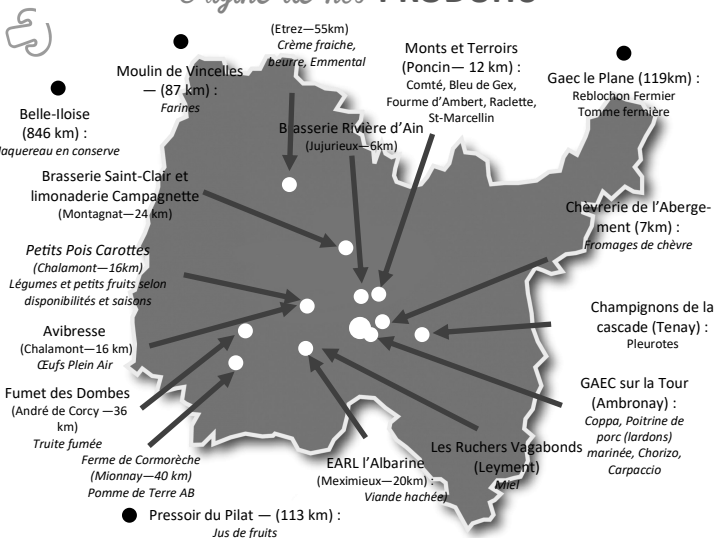 Origine de nos PRODUITS
(Etrez—55km)
Crème fraiche,
beurre, Emmental
Monts et Terroirs
(Poncin— 12 km) :
Comté, Bleu de Gex,
Fourme d'Ambert, Raclette,
St-Marcellin
Gaec le Plane (119km) :
Reblochon Fermier
Tomme fermière
Moulin de Vincelles
— (87 km) :
Farines
Belle-Iloise
(846 km) :
aquereau en conserve
Brasserie Rivière d'Ain
(Jujurieux—6km)
Brasserie Saint-Clair et
limonaderie Campagnette
(Montagnat—24 km)
Chèvrerie de l'Aberge-
ment (7km) :
Fromages de chèvre
Petits Pois Carottes
(Chalamont—16km)
Légumes et petits fruits selon
disponibilités et saisons
Champignons de la
cascade (Tenay) :
Pleurotes
Avibresse
(Chalamont—16 km)
Œufs Plein Air
GAEC sur la Tour
(Ambronay) :
Coppa, Poitrine de
porc (lardons)
marinée, Chorizo,
Carpaccio
Fumet des Dombes
(André de Corcy —36
km)
Truite fumée
Ferme de Cormorèche
(Mionnay—40 km)
Pomme de Terre AB
EARL l'Albarine
(Meximieux—20km) :
Viande hachée)
Les Ruchers Vagabonds
(Leyment)
Miel
Pressoir du Pilat — (113 km) :
Jus de fruits